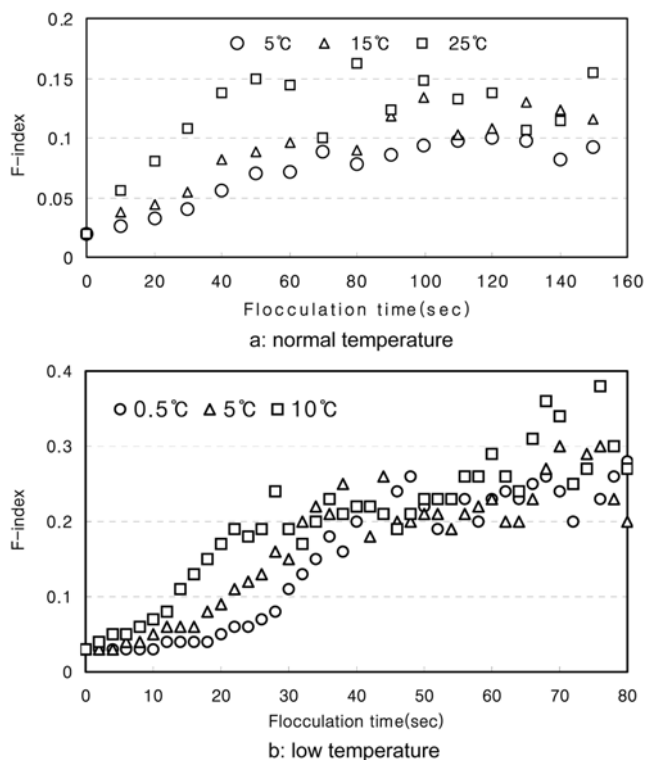 0.2
0.15
0.1
0.05
0
F-index
○ 5℃ △ 15℃ □ 25℃
0 20 40 60 80 100 120 140 160
Flocculation time(sec)
a: normal temperature
0.4
0.3
0.2
0.1
0
F-index
○ 0.5℃ △ 5℃ □ 10℃
0 10 20 30 40 50 60 70 80
Flocculation time(sec)
b: low temperature